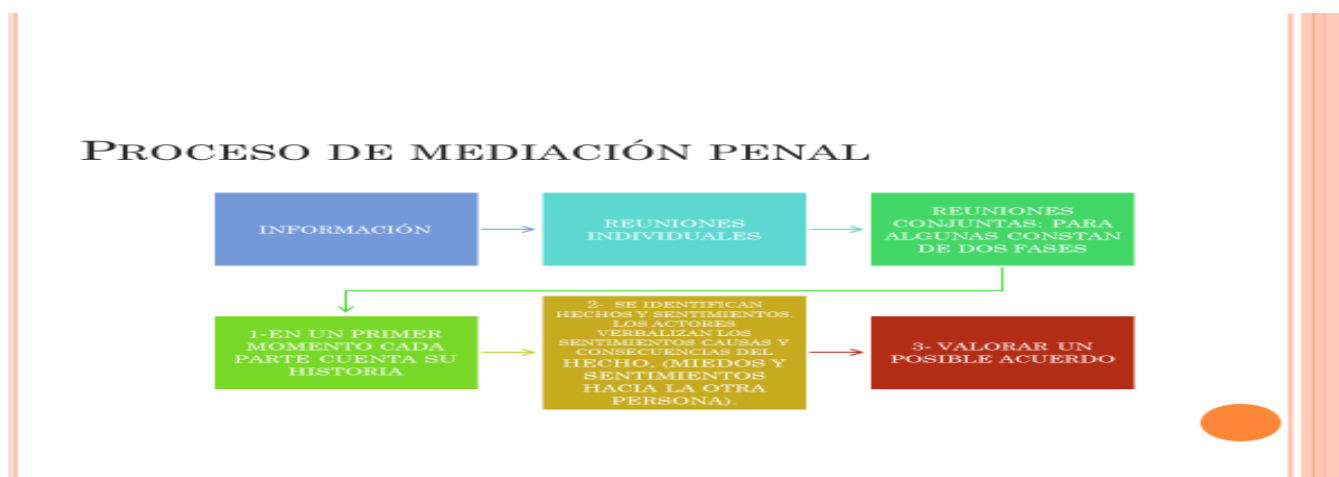 PROCESO DE MEDIACIÓN PENAL
INFORMACIÓN
REUNIONES
INDIVIDUALES
REUNIONES
CONJUNTAS: PARA
ALGUNAS CONSTAN
DE DOS FASES
1-EN UN PRIMER
MOMENTO CADA
PARTE CUENTA SU
HISTORIA
2- SE IDENTIFICAN
HECHOS Y SENTIMIENTOS.
LOS ACTORES
VERBALIZAN LOS
SENTIMIENTOS CAUSAS Y
CONSECUENCIAS DEL
HECHO, (MIEDOS Y
SENTIMIENTOS
HACIA LA OTRA
PERSONA).
3- VALORAR UN
POSIBLE ACUERDO